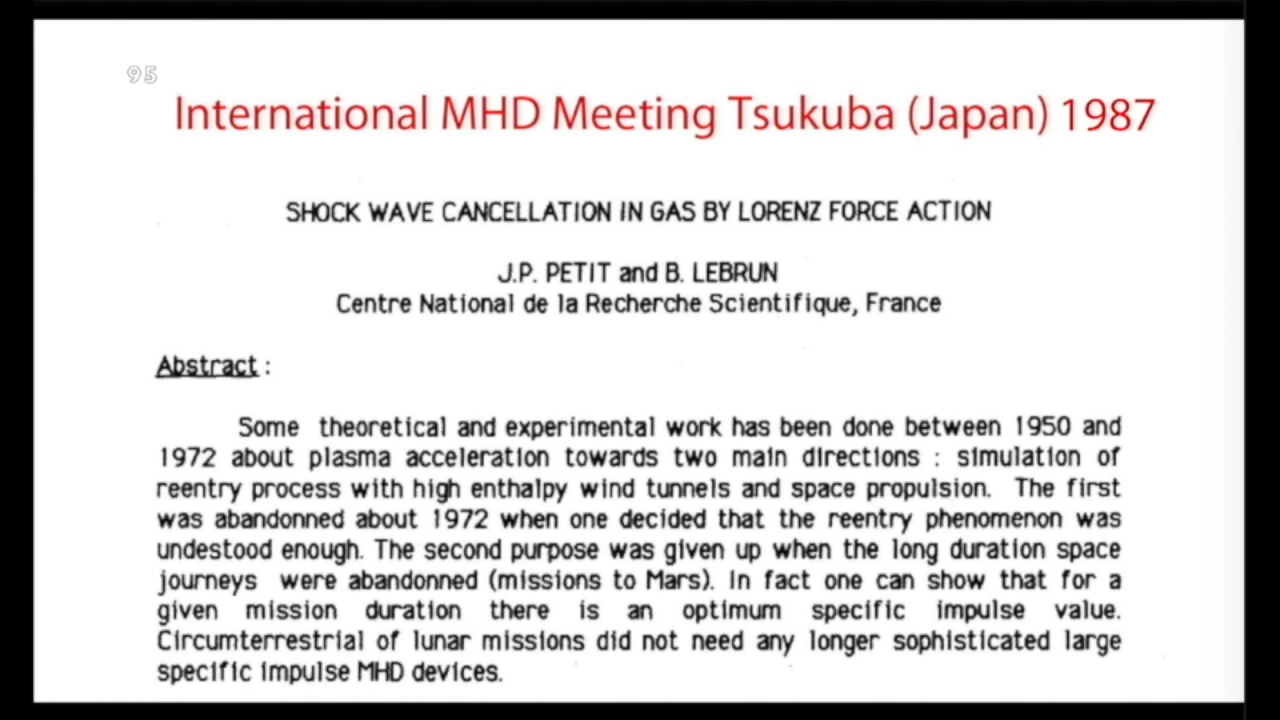 95
International MHD Meeting Tsukuba (Japan) 1987
SHOCK WAVE CANCELLATION IN GAS BY LORENZ FORCE ACTION
J.P. PETIT and B. LEBRUN
Centre National de la Recherche Scientifique, France
Abstract :
Some theoretical and experimental work has been done between 1950 and
1972 about plasma acceleration towards two main directions : simulation of
reentry process with high enthalpy wind tunnels and space propulsion. The first
was abandonned about 1972 when one decided that the reentry phenomenon was
undestood enough. The second purpose was given up when the long duration space
journeys were abandonned (missions to Mars). In fact one can show that for a
given mission duration there is an optimum specific impulse value.
Circumterrestrial of lunar missions did not need any longer sophisticated large
specific impulse MHD devices.